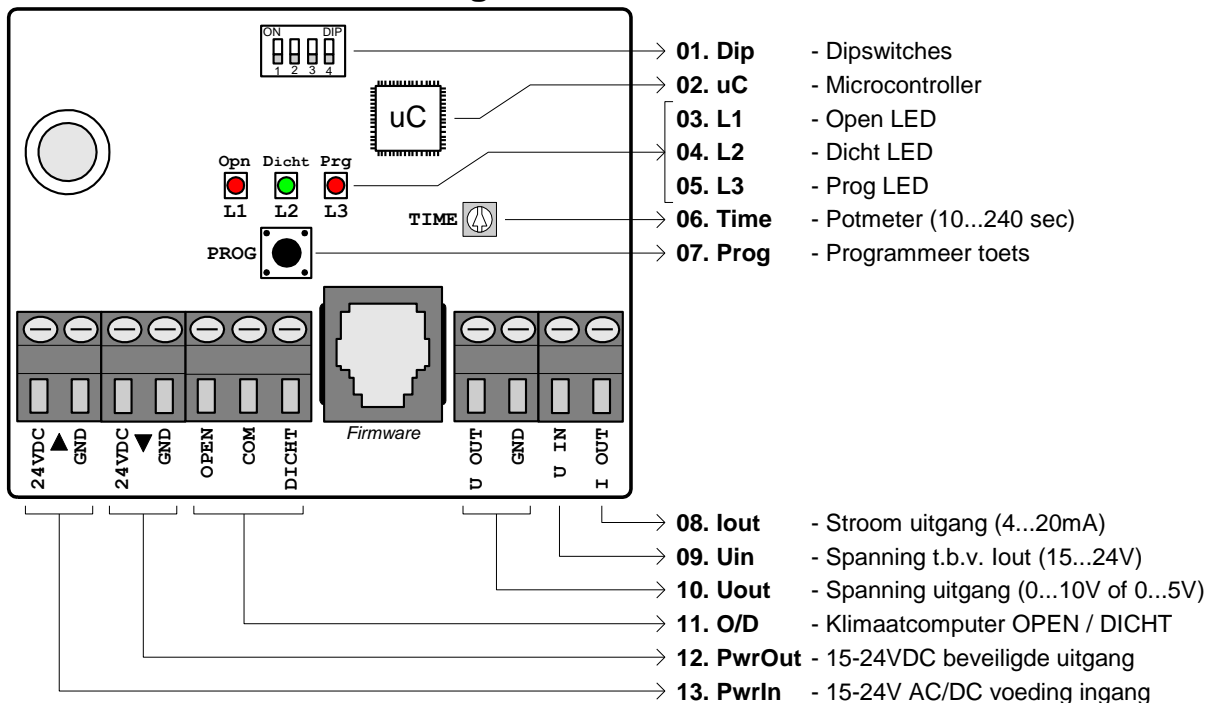 ON DIP
1 2 3 4
uC
Opn Dicht Prg
L1 L2 L3
TIME
PROG
24VDC GND 24VDC GND OPEN COM DICHT
Firmware
U OUT GND U IN I OUT
01. Dip - Dipswitches
02. uC - Microcontroller
03. L1 - Open LED
04. L2 - Dicht LED
05. L3 - Prog LED
06. Time - Potmeter (10...240 sec)
07. Prog - Programmeer toets
08. Iout - Stroom uitgang (4...20mA)
09. Uin - Spanning t.b.v. Iout (15...24V)
10. Uout - Spanning uitgang (0...10V of 0...5V)
11. O/D - Klimaatcomputer OPEN / DICHT
12. PwrOut - 15-24VDC beveiligde uitgang
13. PwrIn - 15-24V AC/DC voeding ingang